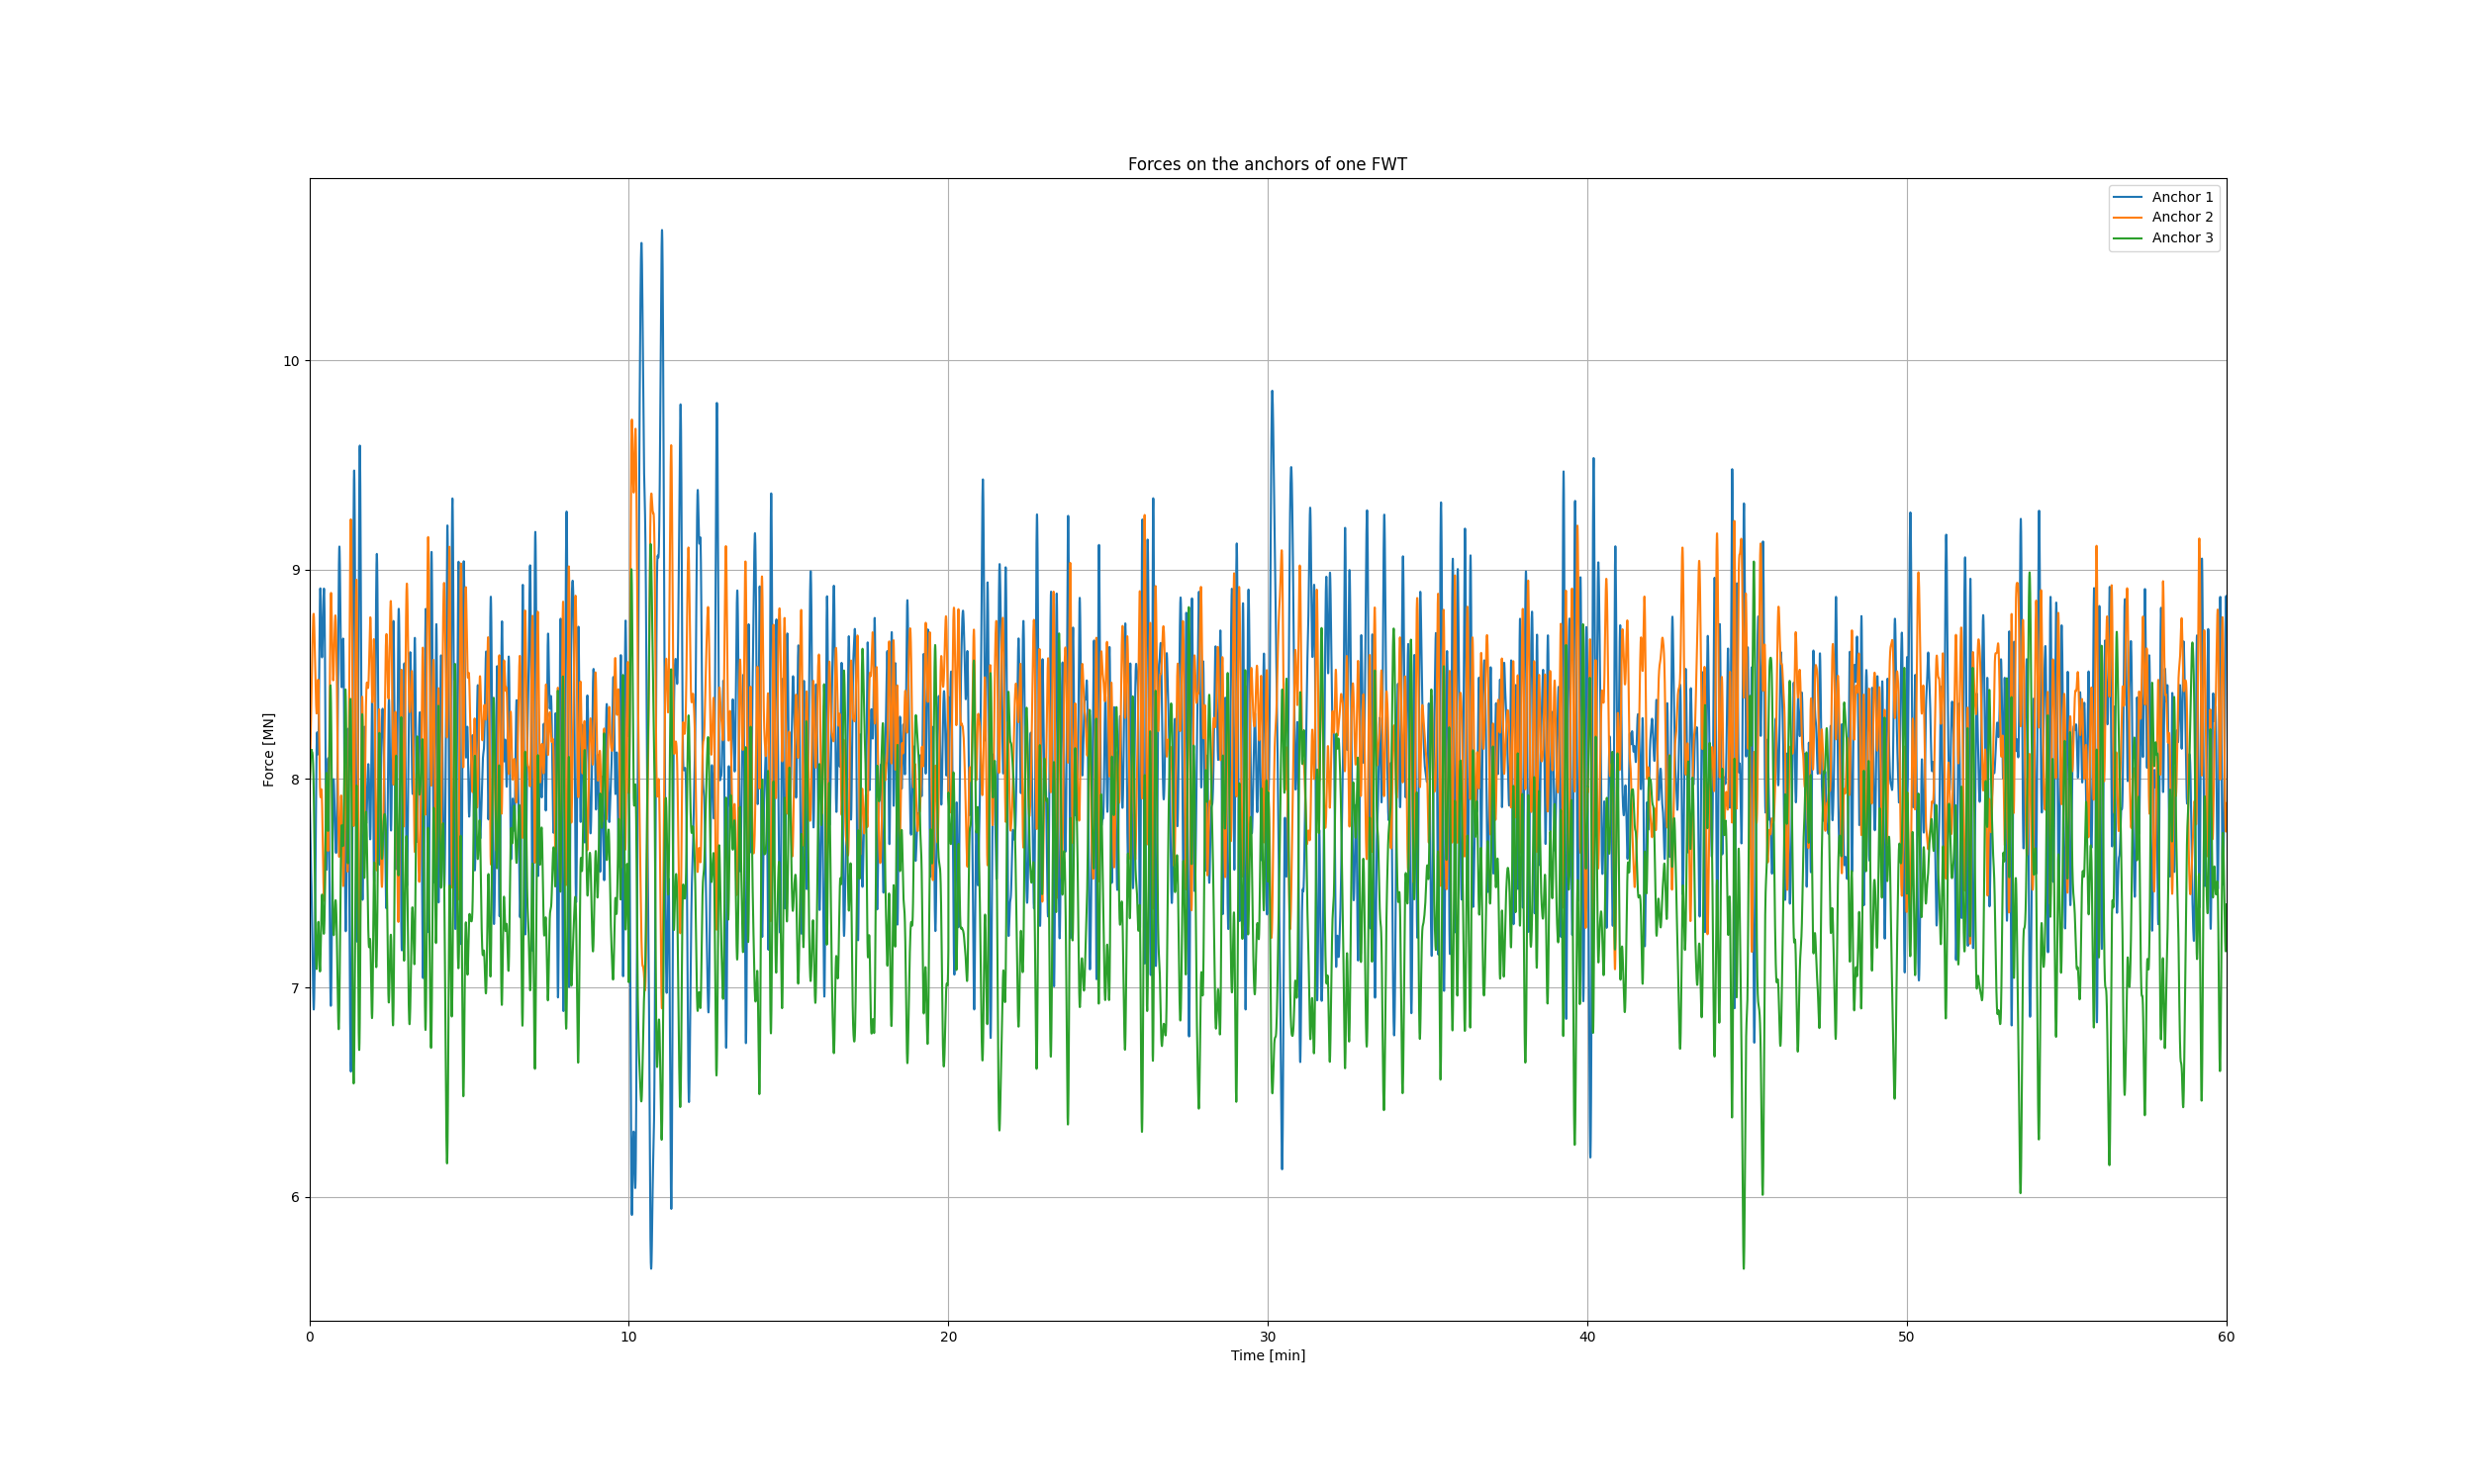 Forces on the anchors of one FWT
Anchor 1
Anchor 2
Anchor 3
Force [MN]
10
9
8
7
6
0 10 20 30 40 50 60
Time [min]